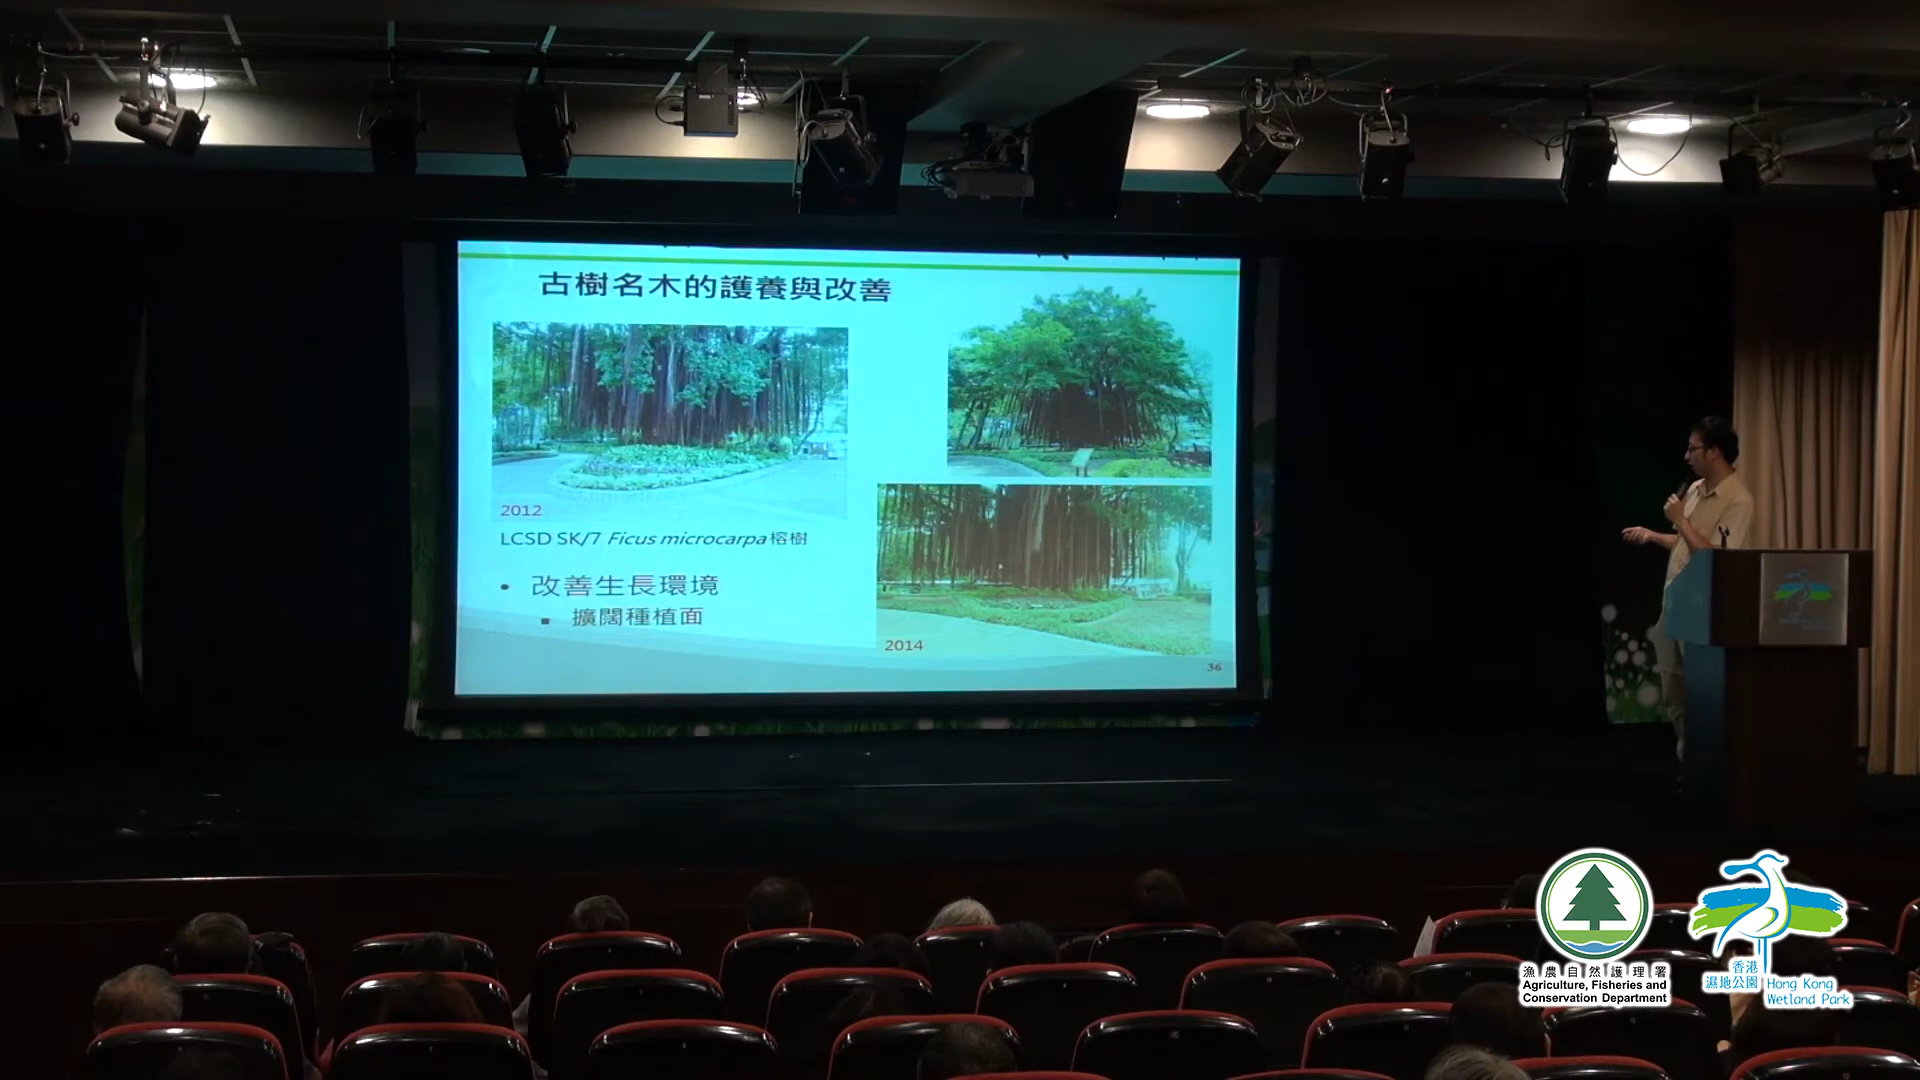 古樹名木的護養與改善
2012
LCSD SK/7 Ficus microcarpa 榕樹
• 改善生長環境
▪ 擴闊種植面
2014
36
漁農自然護理署
Agriculture, Fisheries and
Conservation Department
香港
濕地公園
Hong Kong
Wetland Park